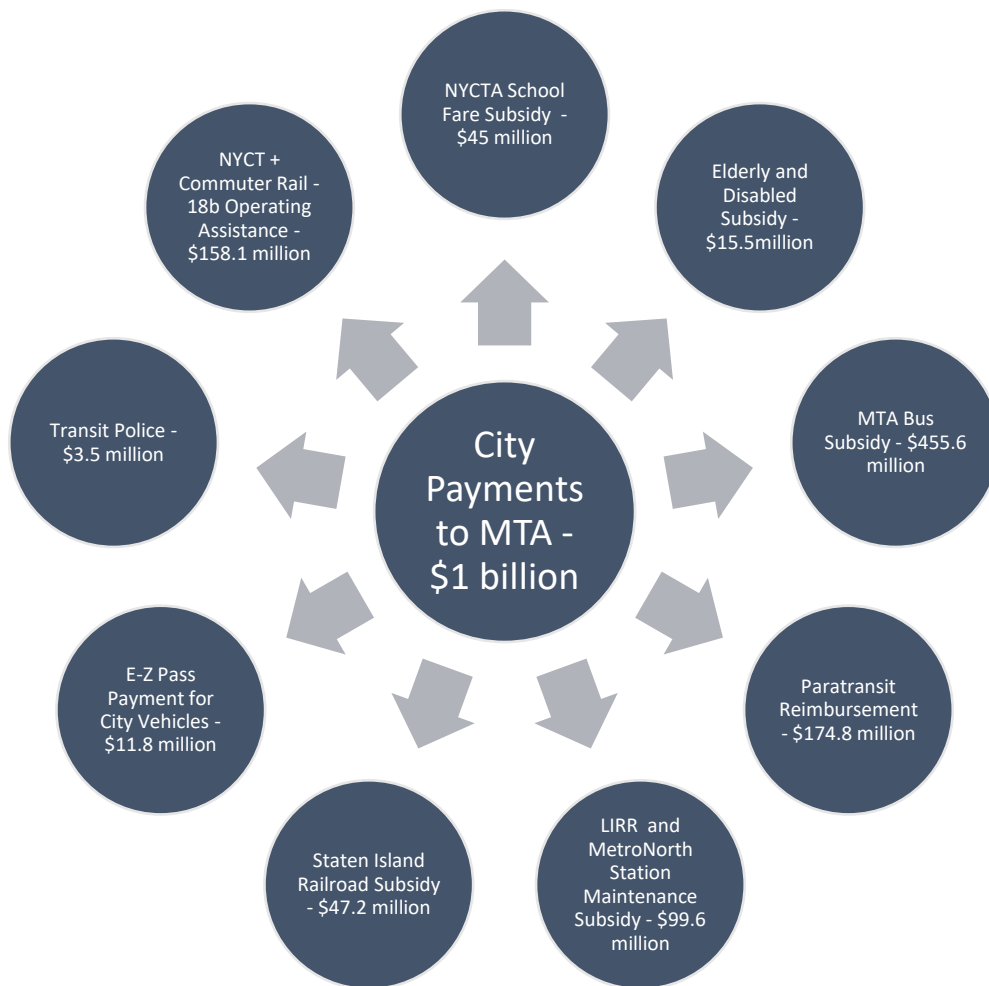 NYCTA School
Fare Subsidy -
$45 million
Elderly and
Disabled
Subsidy -
$15.5million
MTA Bus
Subsidy - $455.6
million
Paratransit
Reimbursement
- $174.8 million
LIRR and
MetroNorth
Station
Maintenance
Subsidy - $99.6
million
Staten Island
Railroad Subsidy
- $47.2 million
E-Z Pass
Payment for
City Vehicles -
$11.8 million
Transit Police -
$3.5 million
NYCT +
Commuter Rail -
18b Operating
Assistance -
$158.1 million
City
Payments
to MTA -
$1 billion